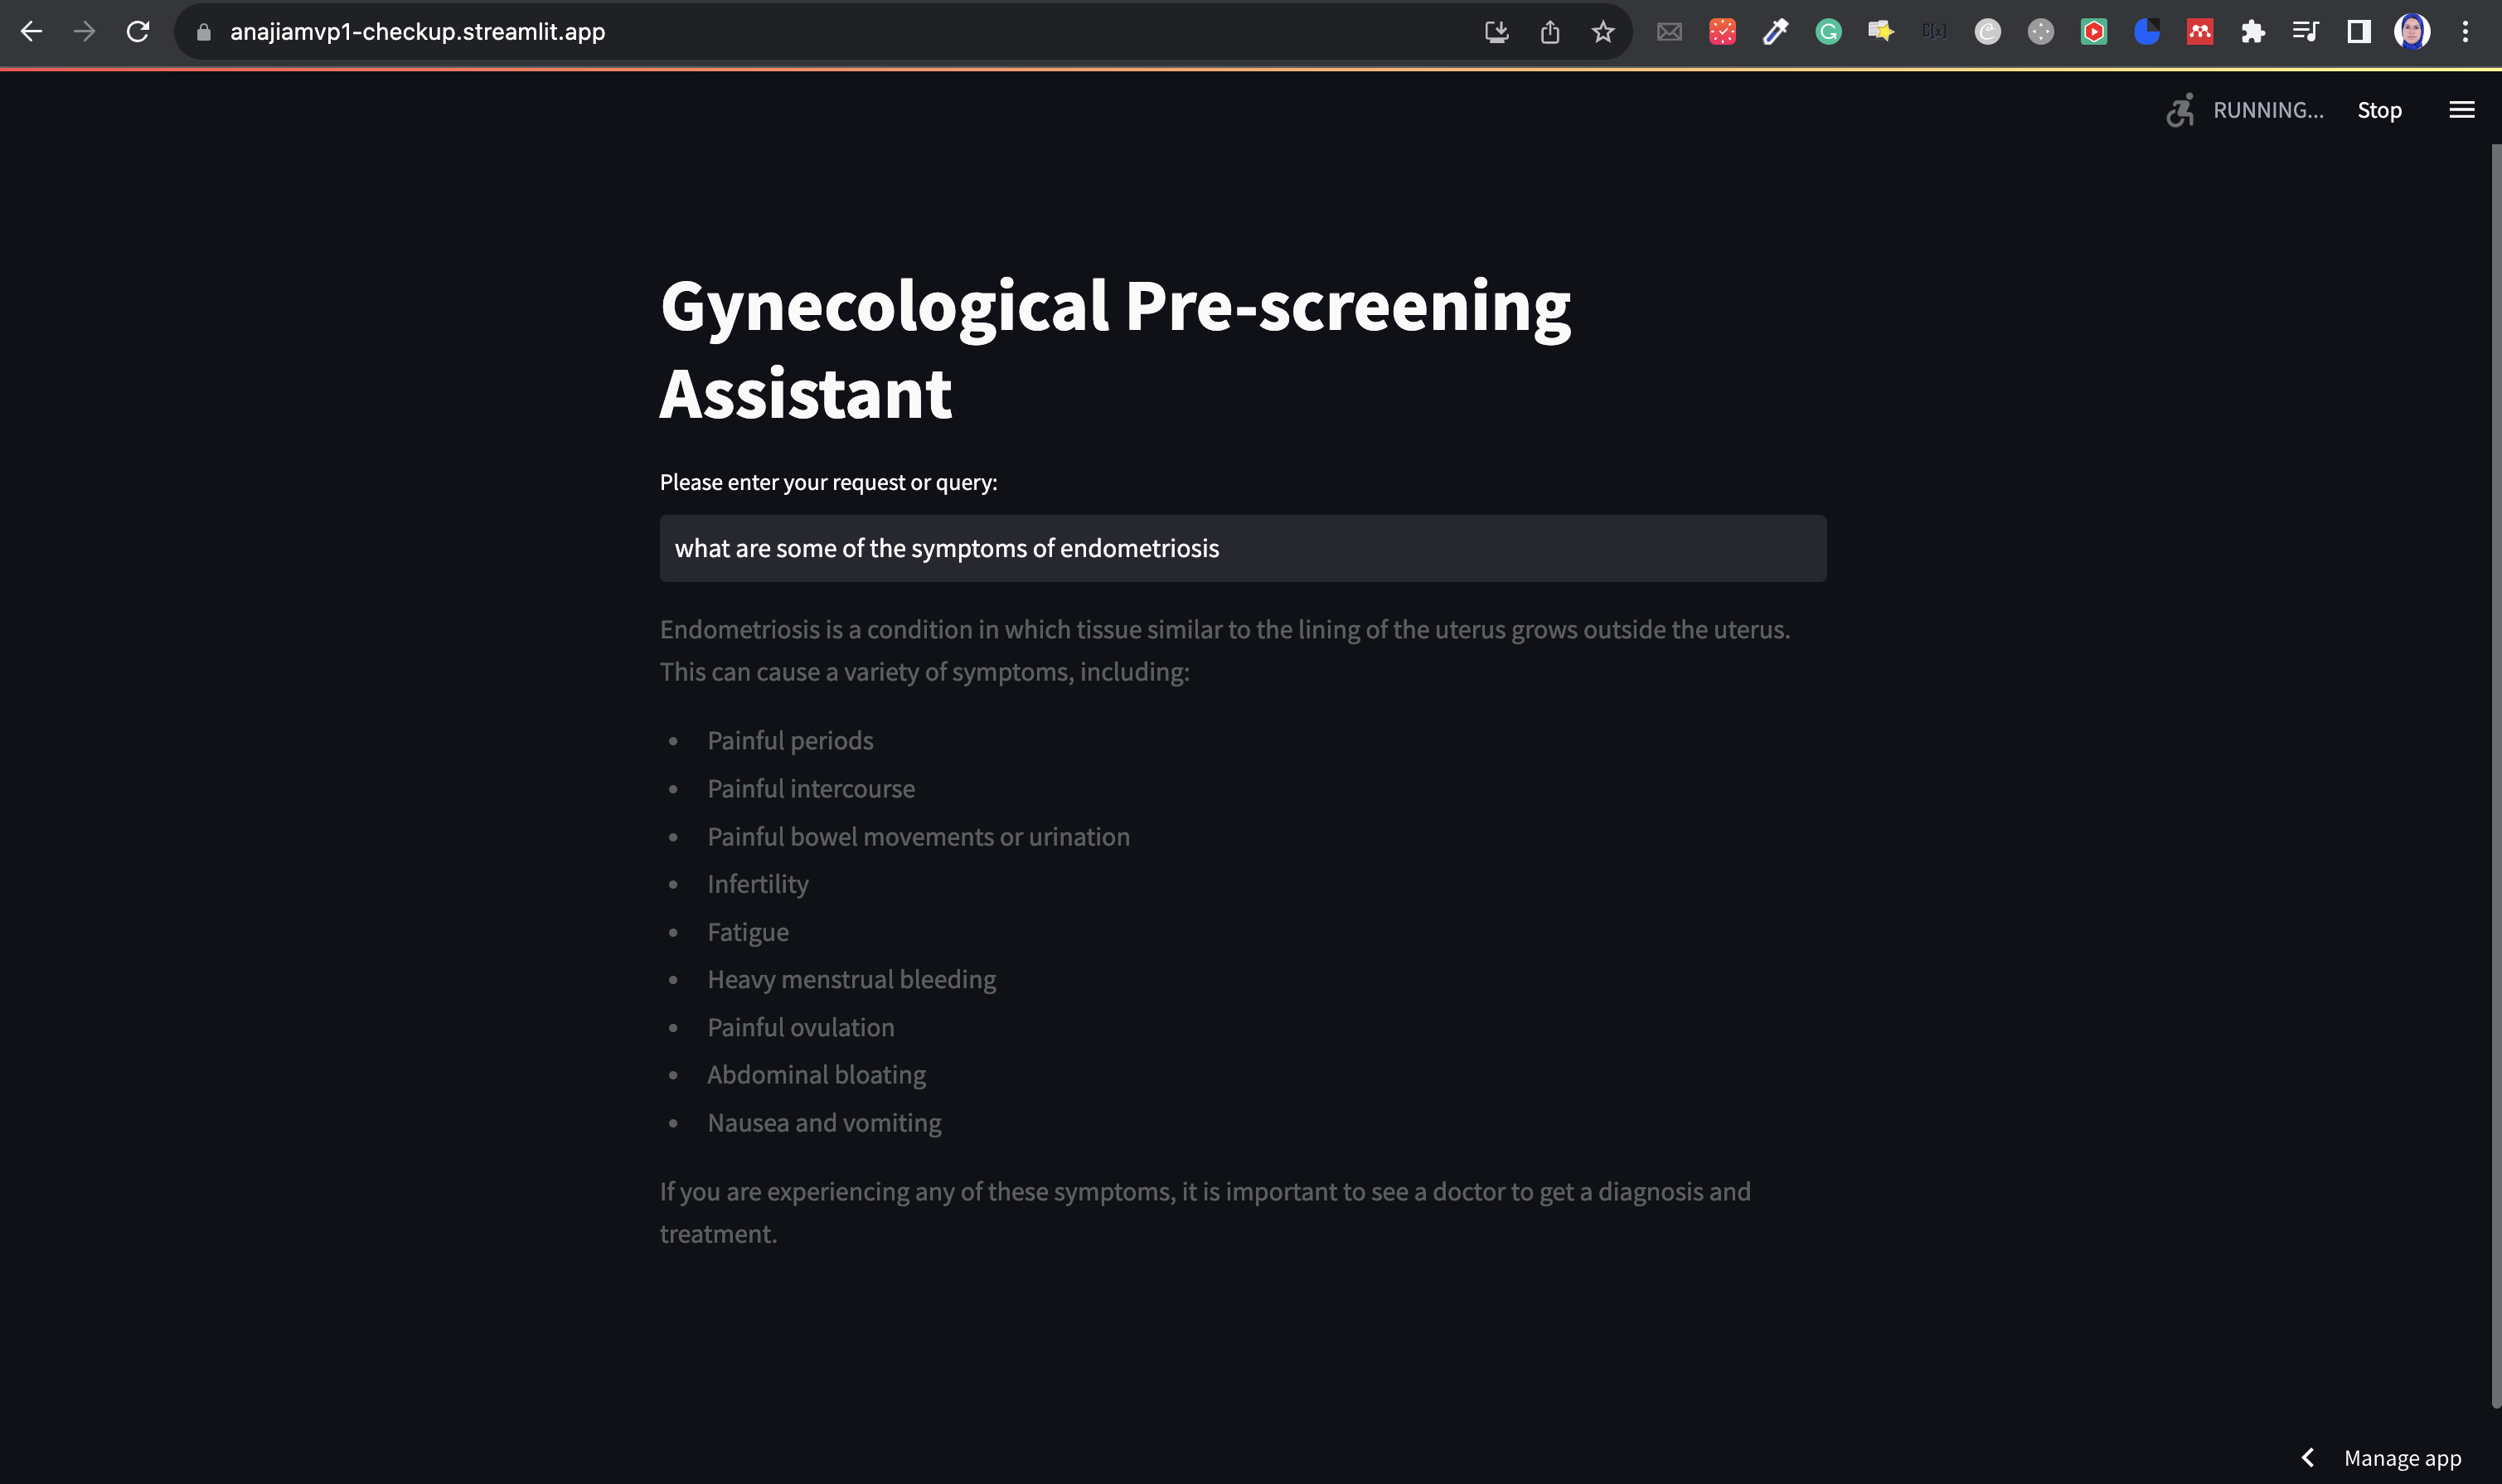 anajiamvp1-checkup.streamlit.app
RUNNING...
Stop
Gynecological Pre-screening
Assistant
Please enter your request or query:
what are some of the symptoms of endometriosis
Endometriosis is a condition in which tissue similar to the lining of the uterus grows outside the uterus.
This can cause a variety of symptoms, including:
• Painful periods
• Painful intercourse
• Painful bowel movements or urination
• Infertility
• Fatigue
• Heavy menstrual bleeding
• Painful ovulation
• Abdominal bloating
• Nausea and vomiting
If you are experiencing any of these symptoms, it is important to see a doctor to get a diagnosis and
treatment.
Manage app